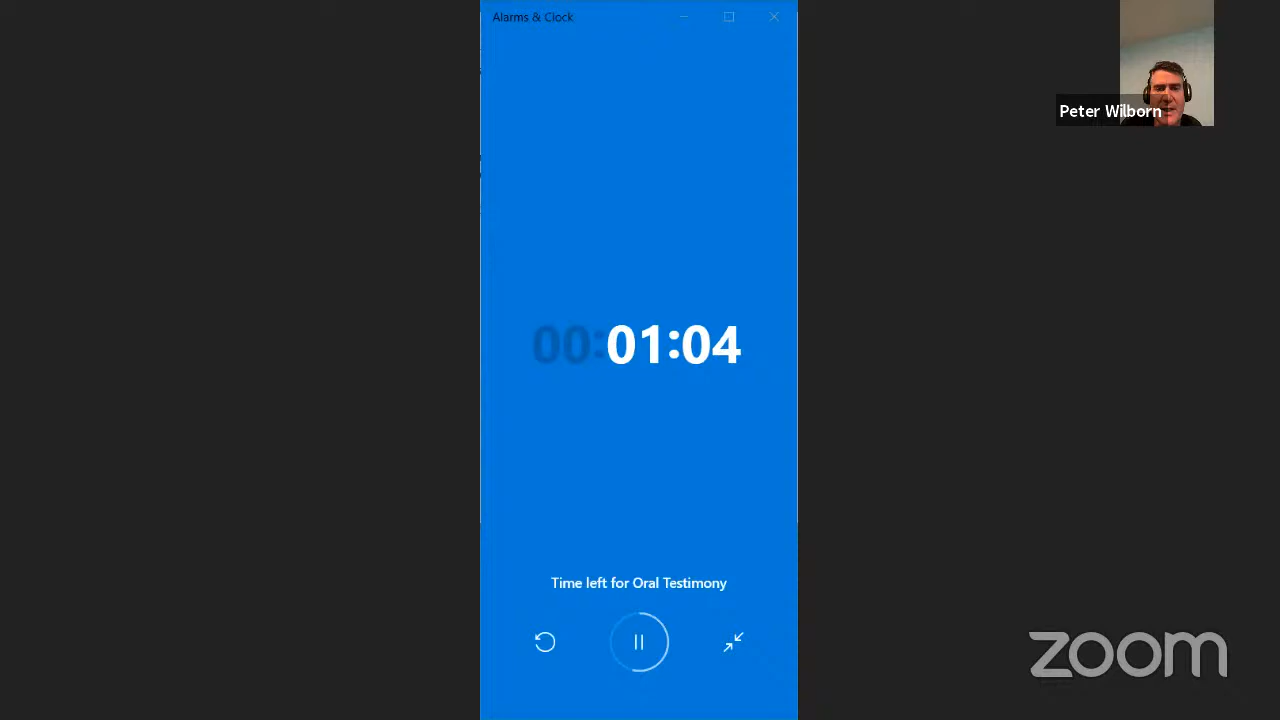 Alarms & Clock
Peter Wilborn
00:01:04
Time left for Oral Testimony
zoom